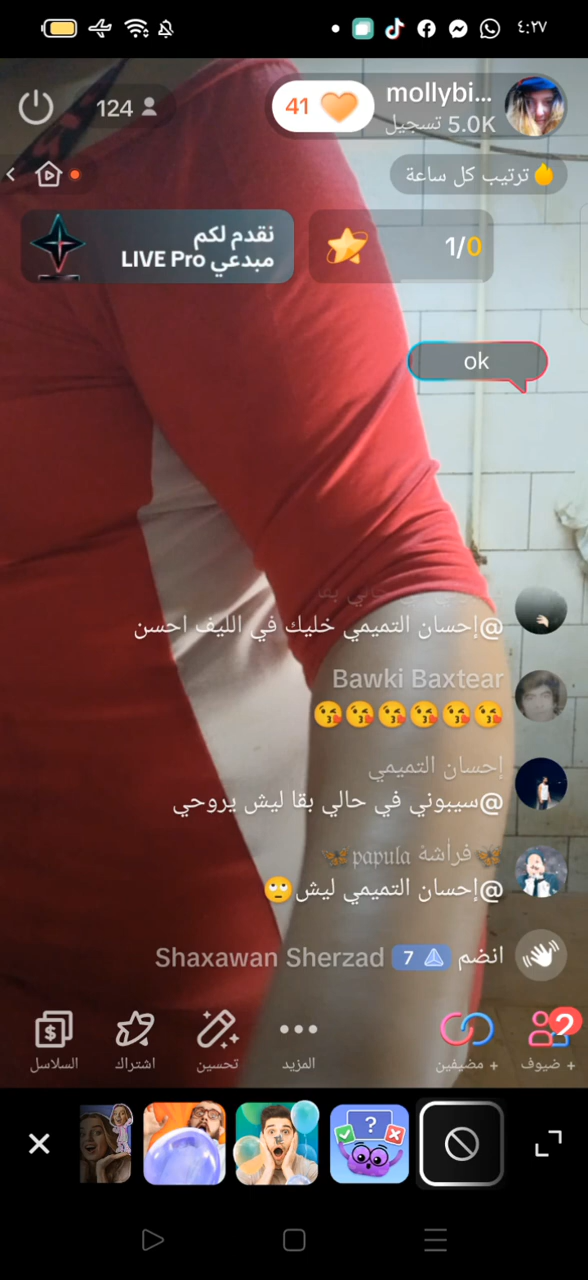 ٤:٢٧
mollybi...
41
124
5.0K تسجيل
ترتيب كل ساعة
نقدم لكم
مبدعي LIVE Pro
1/0
ok
@إحسان التميمي خليك في الليف احسن
Bawki Baxtear
😘😘😘😘😘😘
إحسان التميمي
@سيبوني في حالي بقا ليش يروحي
🦋فراشة papula🦋
@إحسان التميمي ليش🙄
Shaxawan Sherzad 7 انضم
2
+ ضيوف
+ مضيفين
المزيد
تحسين
اشتراك
السلاسل